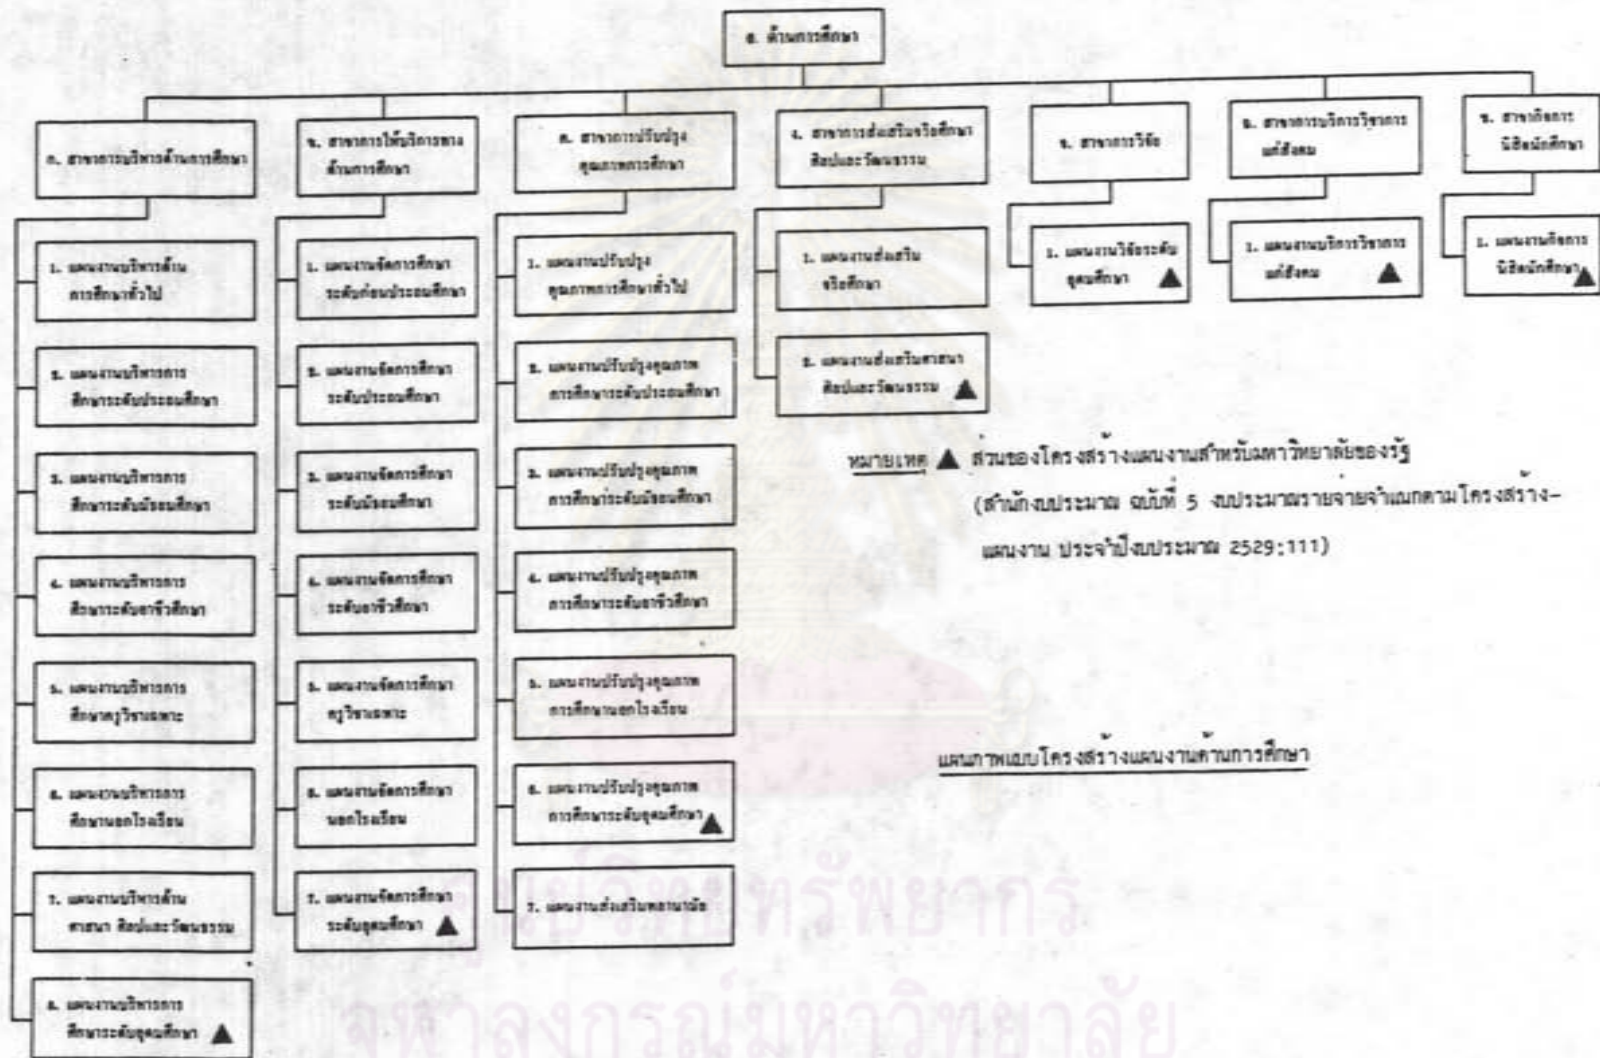 ๕. ด้านการศึกษา
ก. สาขาการบริหารด้านการศึกษา
ข. สาขาการให้บริการทาง
ด้านการศึกษา
ค. สาขาการปรับปรุง
คุณภาพการศึกษา
ง. สาขาการส่งเสริมจริยศึกษา
ศิลปและวัฒนธรรม
จ. สาขาการวิจัย
ฉ. สาขาการบริการวิชาการ
แก่สังคม
ช. สาขากิจการ
นิสิตนักศึกษา
1. แผนงานบริหารด้าน
การศึกษาทั่วไป
2. แผนงานบริหารการ
ศึกษาระดับประถมศึกษา
3. แผนงานบริหารการ
ศึกษาระดับมัธยมศึกษา
4. แผนงานบริหารการ
ศึกษาระดับอาชีวศึกษา
5. แผนงานบริหารการ
ศึกษาครูวิชาเฉพาะ
6. แผนงานบริหารการ
ศึกษานอกโรงเรียน
7. แผนงานบริหารด้าน
ศาสนา ศิลปและวัฒนธรรม
8. แผนงานบริหารการ
ศึกษาระดับอุดมศึกษา ▲
1. แผนงานจัดการศึกษา
ระดับก่อนประถมศึกษา
2. แผนงานจัดการศึกษา
ระดับประถมศึกษา
3. แผนงานจัดการศึกษา
ระดับมัธยมศึกษา
4. แผนงานจัดการศึกษา
ระดับอาชีวศึกษา
5. แผนงานจัดการศึกษา
ครูวิชาเฉพาะ
6. แผนงานจัดการศึกษา
นอกโรงเรียน
7. แผนงานจัดการศึกษา
ระดับอุดมศึกษา ▲
1. แผนงานปรับปรุง
คุณภาพการศึกษาทั่วไป
2. แผนงานปรับปรุงคุณภาพ
การศึกษาระดับประถมศึกษา
3. แผนงานปรับปรุงคุณภาพ
การศึกษาระดับมัธยมศึกษา
4. แผนงานปรับปรุงคุณภาพ
การศึกษาระดับอาชีวศึกษา
5. แผนงานปรับปรุงคุณภาพ
การศึกษานอกโรงเรียน
6. แผนงานปรับปรุงคุณภาพ
การศึกษาระดับอุดมศึกษา ▲
7. แผนงานส่งเสริมพลานามัย
1. แผนงานส่งเสริม
จริยศึกษา
2. แผนงานส่งเสริมศาสนา
ศิลปและวัฒนธรรม ▲
1. แผนงานวิจัยระดับ
อุดมศึกษา ▲
1. แผนงานบริการวิชาการ
แก่สังคม ▲
1. แผนงานกิจการ
นิสิตนักศึกษา ▲
หมายเหตุ ▲ ส่วนของโครงสร้างแผนงานสำหรับมหาวิทยาลัยของรัฐ
(สำนักงบประมาณ ฉบับที่ 5 งบประมาณรายจ่ายจำแนกตามโครงสร้าง-
แผนงาน ประจำปีงบประมาณ 2529:111)
แผนภาพแบบโครงสร้างแผนงานด้านการศึกษา
ศูนย์วิทยทรัพยากร
จุฬาลงกรณ์มหาวิทยาลัย